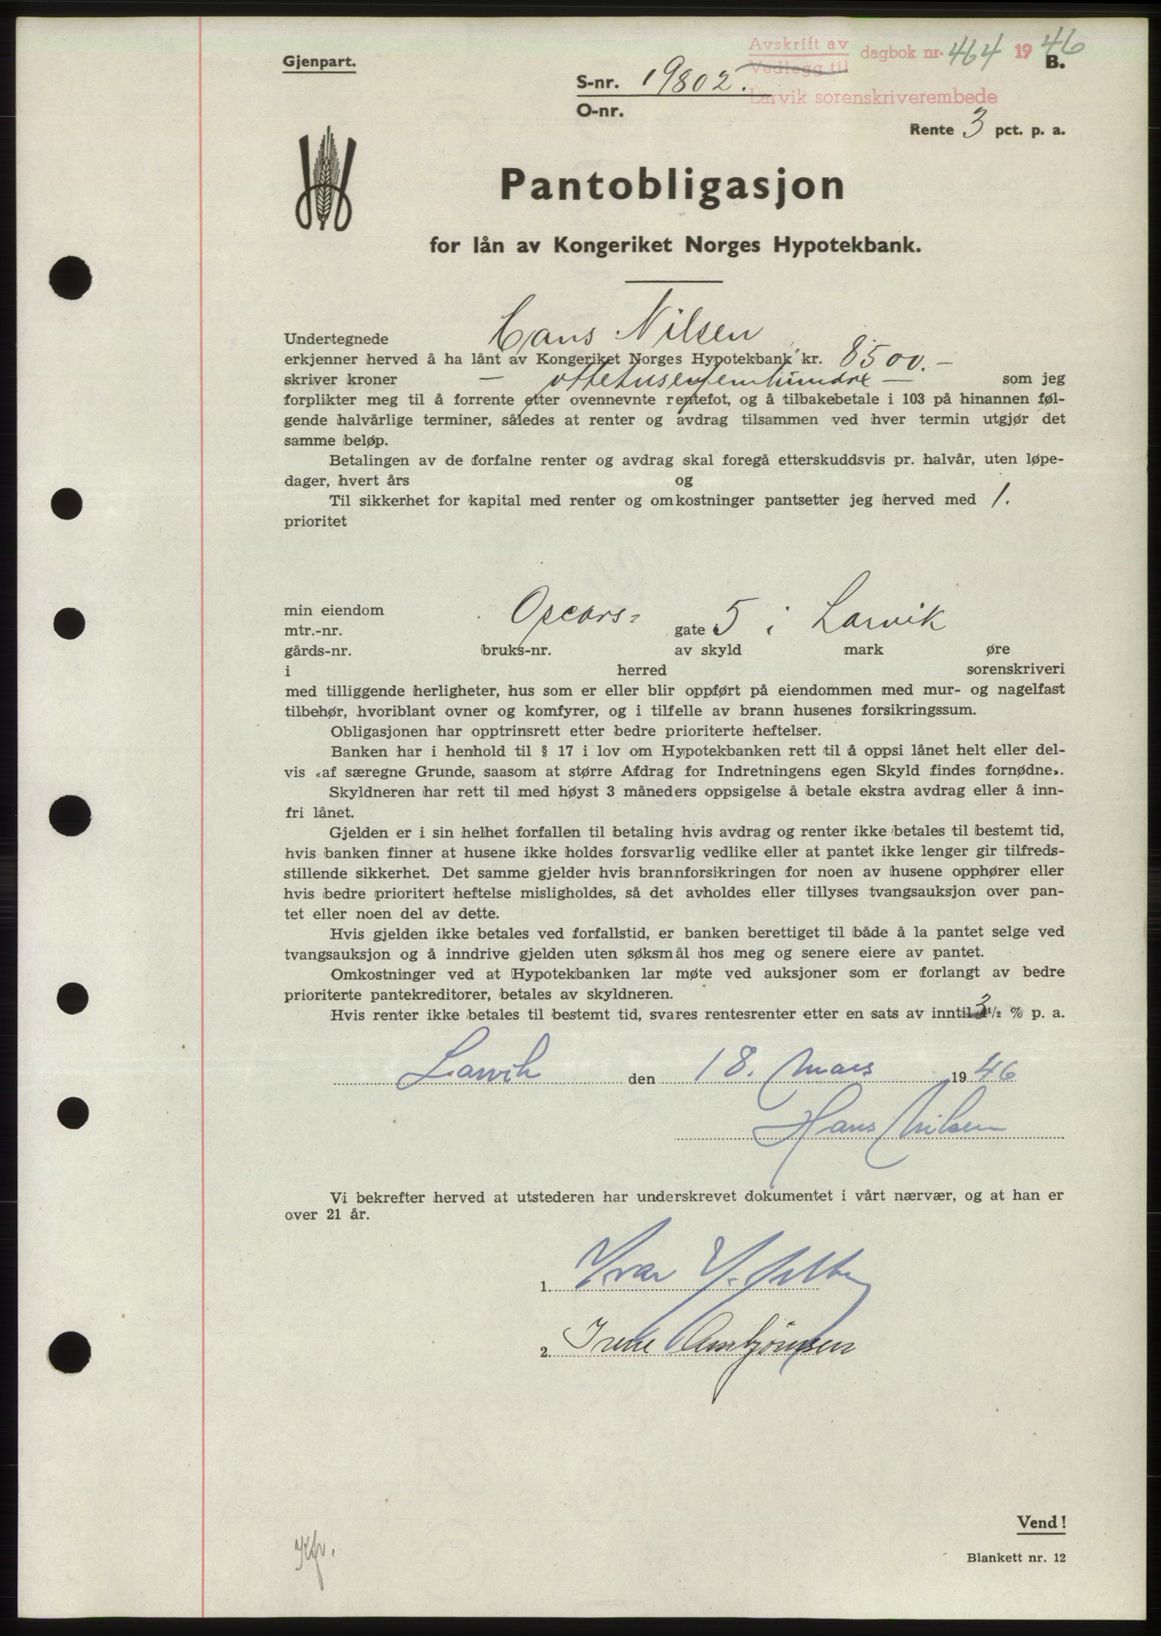 Gjenpart.
Avskrift av
Vedlegg til
dagbok nr. 464 1946
Larvik sorenskriverembede
B.
S-nr. 19802.
O-nr.
Rente 3 pct. p. a.
Pantobligasjon
for lån av Kongeriket Norges Hypotekbank.
Undertegnede Hans Nilsen
erkjenner herved å ha lånt av Kongeriket Norges Hypotekbank kr. 8500.—
skriver kroner — ottetusenfemhundre — som jeg
forplikter meg til å forrente etter ovennevnte rentefot, og å tilbakebetale i 103 på hinannen føl-
gende halvårlige terminer, således at renter og avdrag tilsammen ved hver termin utgjør det
samme beløp.
Betalingen av de forfalne renter og avdrag skal foregå etterskuddsvis pr. halvår, uten løpe-
dager, hvert års og
Til sikkerhet for kapital med renter og omkostninger pantsetter jeg herved med 1.
prioritet
min eiendom Oscars-
mtr.-nr. gate 5 i Larvik
gårds-nr. bruks-nr. av skyld mark øre
i herred sorenskriveri
med tilliggende herligheter, hus som er eller blir oppført på eiendommen med mur- og nagelfast
tilbehør, hvoriblant ovner og komfyrer, og i tilfelle av brann husenes forsikringssum.
Obligasjonen har opptrinsrett etter bedre prioriterte heftelser.
Banken har i henhold til § 17 i lov om Hypotekbanken rett til å oppsi lånet helt eller del-
vis «af særegne Grunde, saasom at større Afdrag for Indretningens egen Skyld findes fornødne».
Skyldneren har rett til med høyst 3 måneders oppsigelse å betale ekstra avdrag eller å inn-
fri lånet.
Gjelden er i sin helhet forfallen til betaling hvis avdrag og renter ikke betales til bestemt tid,
hvis banken finner at husene ikke holdes forsvarlig vedlike eller at pantet ikke lenger gir tilfreds-
stillende sikkerhet. Det samme gjelder hvis brannforsikringen for noen av husene opphører eller
hvis bedre prioritert heftelse misligholdes, så det avholdes eller tillyses tvangsauksjon over pan-
tet eller noen del av dette.
Hvis gjelden ikke betales ved forfallstid, er banken berettiget til både å la pantet selge ved
tvangsauksjon og å inndrive gjelden uten søksmål hos meg og senere eiere av pantet.
Omkostninger ved at Hypotekbanken lar møte ved auksjoner som er forlangt av bedre
prioriterte pantekreditorer, betales av skyldneren.
Hvis renter ikke betales til bestemt tid, svares rentesrenter etter en sats av inntil 3 1/2 % p. a.
Larvik den 18. mars 1946
Hans Nilsen
Vi bekrefter herved at utstederen har underskrevet dokumentet i vårt nærvær, og at han er
over 21 år.
1. Ivar
2. Irene
Vend!
Blankett nr. 12